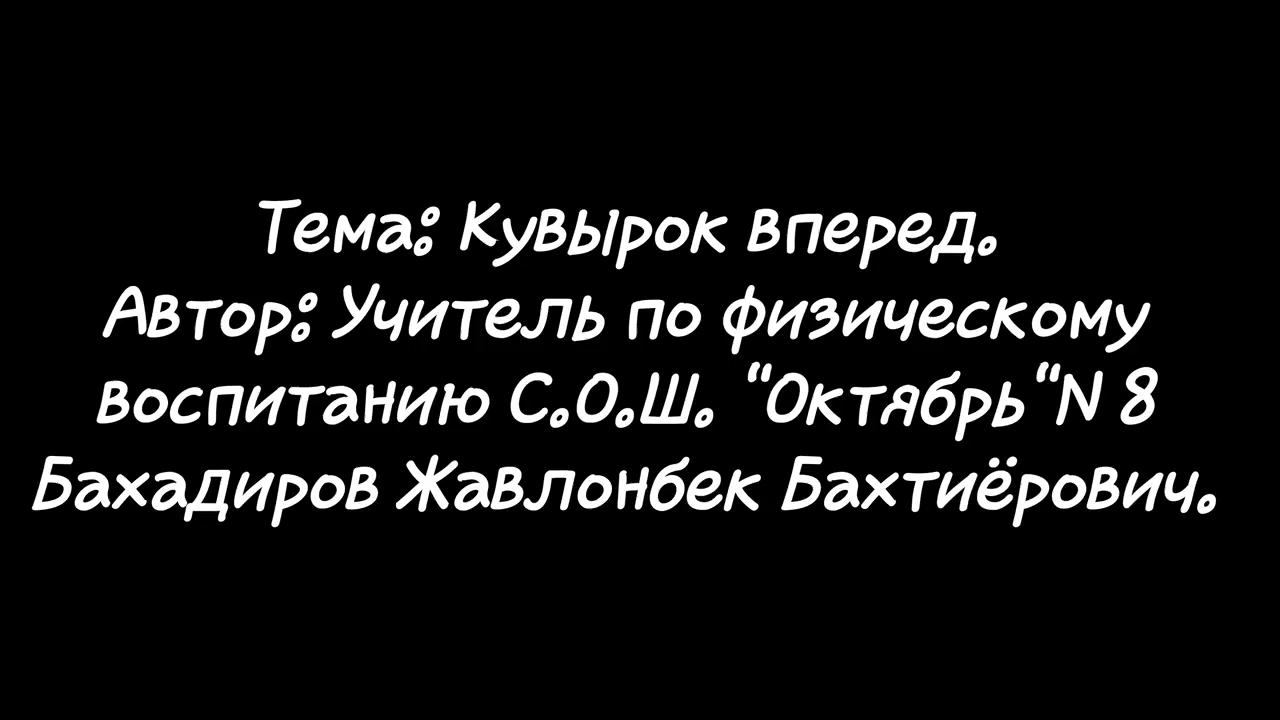 Тема: Кувырок вперед.
Автор: Учитель по физическому
воспитанию С.О.Ш. "Октябрь"N 8
Бахадиров Жавлонбек Бахтиёрович.